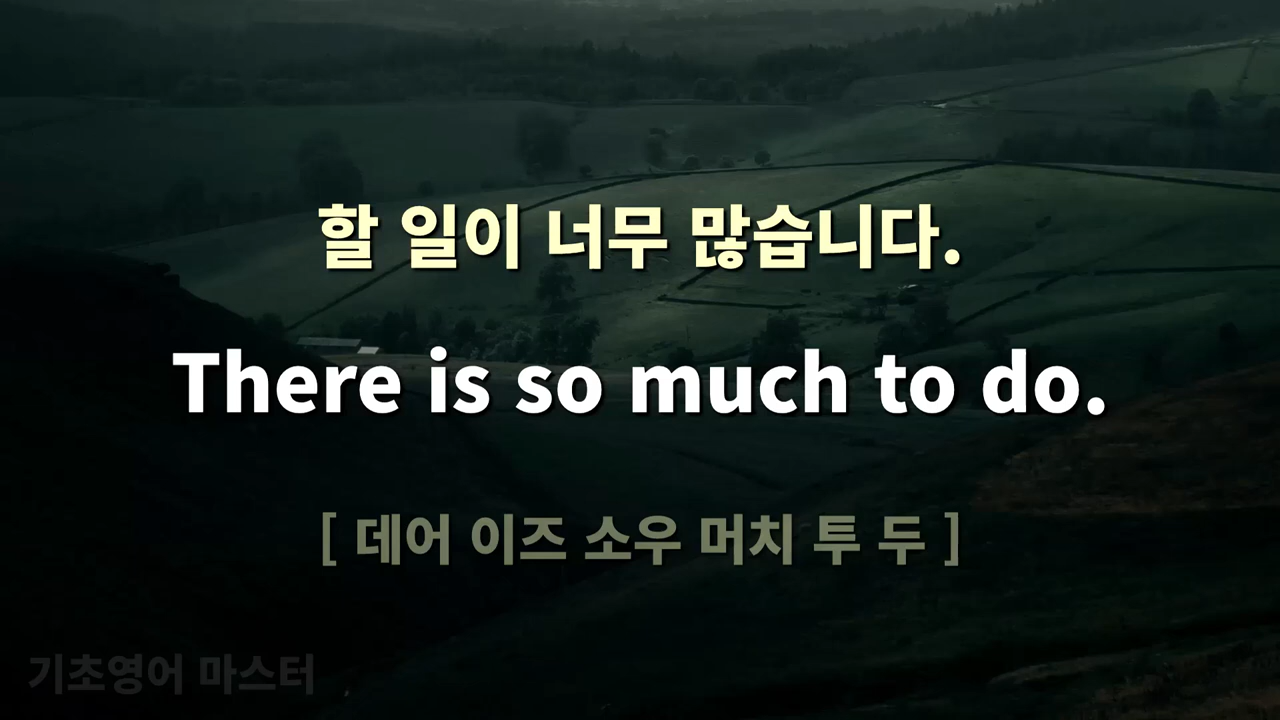 할 일이 너무 많습니다.
There is so much to do.
[ 데어 이즈 소우 머치 투 두 ]
기초영어 마스터